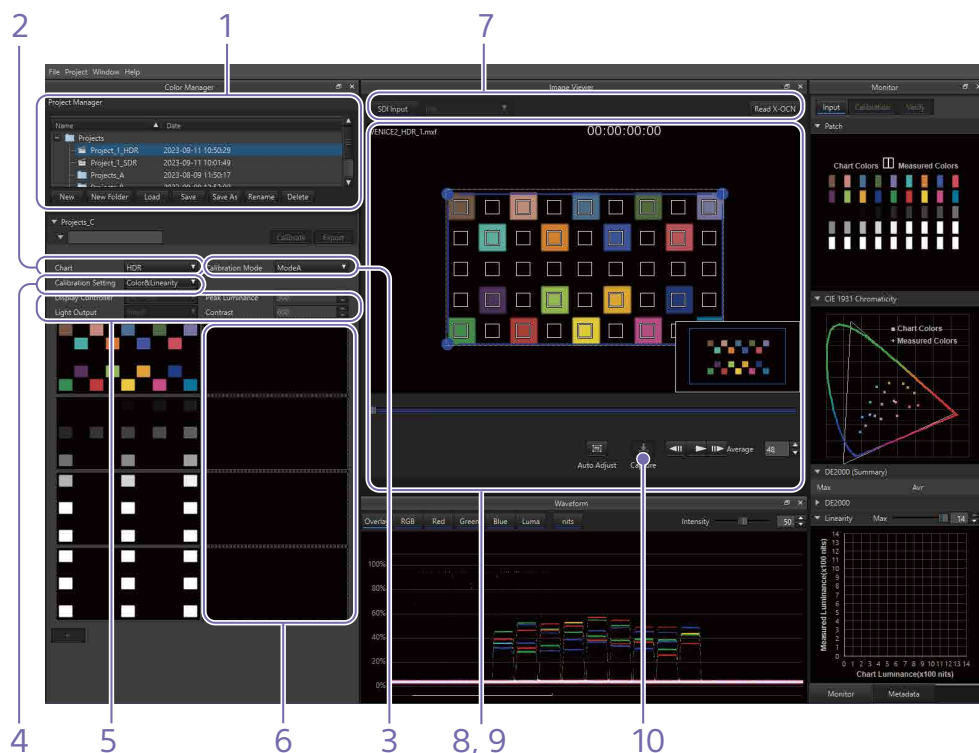 2
1
7
File Project Window Help
Color Manager
Image Viewer
Monitor
Project Manager
Name
Date
Projects
Project_1_HDR 2023-09-11 10:50:29
Project_1_SDR 2023-09-11 10:01:49
Projects_A 2023-08-09 11:50:17
New New Folder Load Save Save As Rename Delete
Projects_C
Calibrate Export
Chart HDR Calibration Mode ModeA
Calibration Setting Color&Linearity
Display Controller Peak Luminance
Light Output Contrast
SDI Input
Read X-OCN
VENICE2_HDR_1.mxf 00:00:00:00
Auto Adjust Capture Average 48
Waveform
Overlay RGB Red Green Blue Luma nits Intensity 50
100%
80%
60%
40%
20%
0%
Input Calibration Verify
Patch
Chart Colors Measured Colors
CIE 1931 Chromaticity
Chart Colors
+ Measured Colors
DE2000 (Summary)
Max Avr
DE2000
Linearity Max 14
Measured Luminance(x100 nits)
14
13
12
11
10
9
8
7
6
5
4
3
2
1
0
0 1 2 3 4 5 6 7 8 9 10 11 12 13 14
Chart Luminance(x100 nits)
Monitor Metadata
+
4
5
6
3
8, 9
10